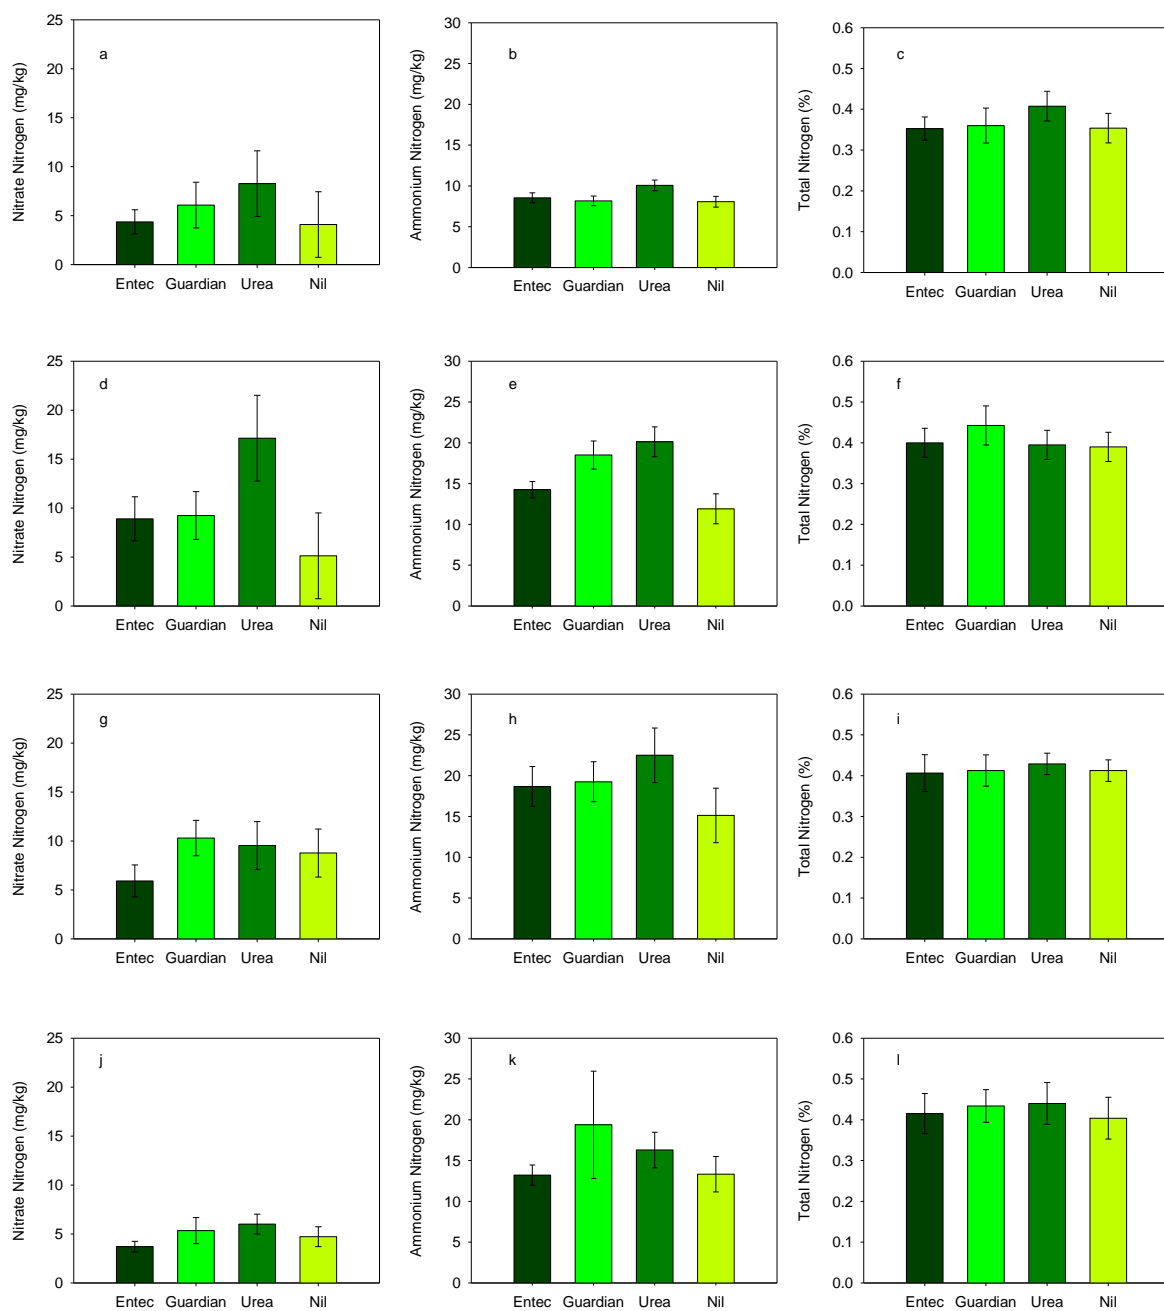 Nitrate Nitrogen (mg/kg)
25
20
15
10
5
0
a
Entec Guardian Urea Nil
Ammonium Nitrogen (mg/kg)
30
25
20
15
10
5
0
b
Entec Guardian Urea Nil
Total Nitrogen (%)
0.6
0.5
0.4
0.3
0.2
0.1
0.0
c
Entec Guardian Urea Nil
Nitrate Nitrogen (mg/kg)
25
20
15
10
5
0
d
Entec Guardian Urea Nil
Ammonium Nitrogen (mg/kg)
30
25
20
15
10
5
0
e
Entec Guardian Urea Nil
Total Nitrogen (%)
0.6
0.5
0.4
0.3
0.2
0.1
0.0
f
Entec Guardian Urea Nil
Nitrate Nitrogen (mg/kg)
25
20
15
10
5
0
g
Entec Guardian Urea Nil
Ammonium Nitrogen (mg/kg)
30
25
20
15
10
5
0
h
Entec Guardian Urea Nil
Total Nitrogen (%)
0.6
0.5
0.4
0.3
0.2
0.1
0.0
i
Entec Guardian Urea Nil
Nitrate Nitrogen (mg/kg)
25
20
15
10
5
0
j
Entec Guardian Urea Nil
Ammonium Nitrogen (mg/kg)
30
25
20
15
10
5
0
k
Entec Guardian Urea Nil
Total Nitrogen (%)
0.6
0.5
0.4
0.3
0.2
0.1
0.0
l
Entec Guardian Urea Nil